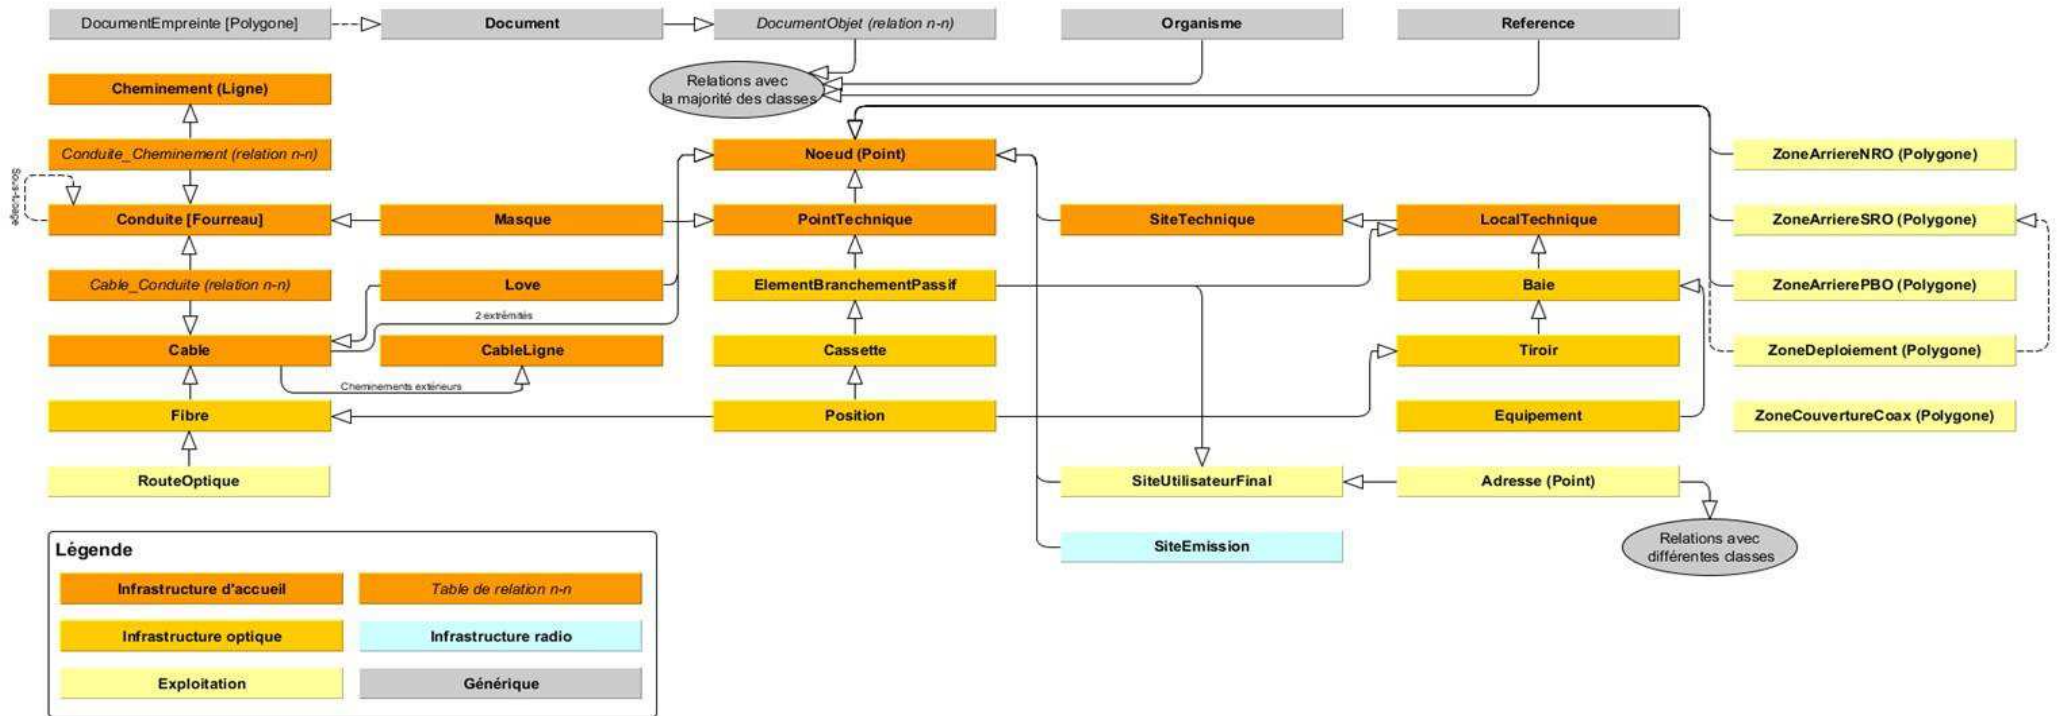 DocumentEmpreinte [Polygone]
Document
DocumentObjet (relation n-n)
Organisme
Reference
Relations avec
la majorité des classes
Cheminement (Ligne)
Conduite_Cheminement (relation n-n)
Noeud (Point)
ZoneArriereNRO (Polygone)
Conduite [Fourreau]
Masque
PointTechnique
SiteTechnique
LocalTechnique
ZoneArriereSRO (Polygone)
Cable_Conduite (relation n-n)
Love
ElementBranchementPassif
Baie
ZoneArrierePBO (Polygone)
2 extrémités
Cable
CableLigne
Cassette
Tiroir
ZoneDeploiement (Polygone)
Cheminements extérieurs
Fibre
Position
Equipement
ZoneCouvertureCoax (Polygone)
RouteOptique
SiteUtilisateurFinal
Adresse (Point)
SiteEmission
Relations avec
différentes classes
Légende
Infrastructure d'accueil
Table de relation n-n
Infrastructure optique
Infrastructure radio
Exploitation
Générique